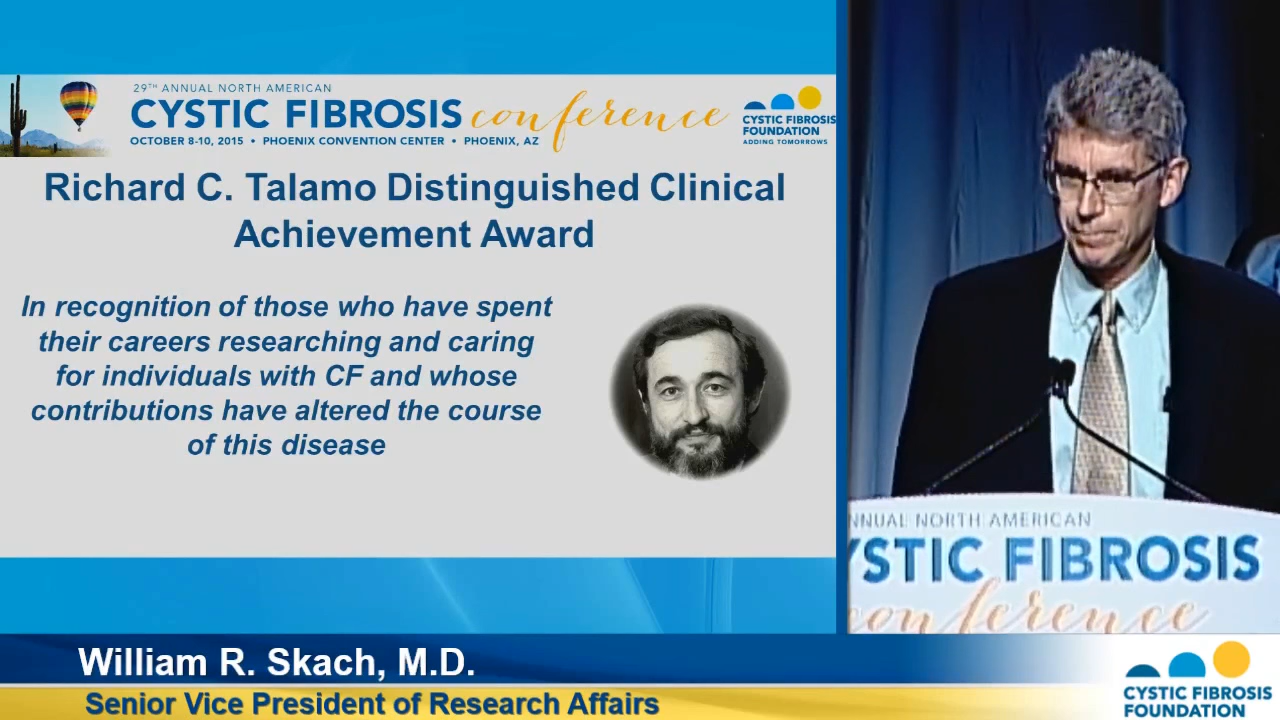 29TH ANNUAL NORTH AMERICAN
CYSTIC FIBROSIS conference
OCTOBER 8-10, 2015 • PHOENIX CONVENTION CENTER • PHOENIX, AZ
CYSTIC FIBROSIS
FOUNDATION
ADDING TOMORROWS
Richard C. Talamo Distinguished Clinical
Achievement Award
In recognition of those who have spent
their careers researching and caring
for individuals with CF and whose
contributions have altered the course
of this disease
NNUAL NORTH AMERICAN
YSTIC FIBROSIS
conference
William R. Skach, M.D.
Senior Vice President of Research Affairs
CYSTIC FIBROSIS
FOUNDATION